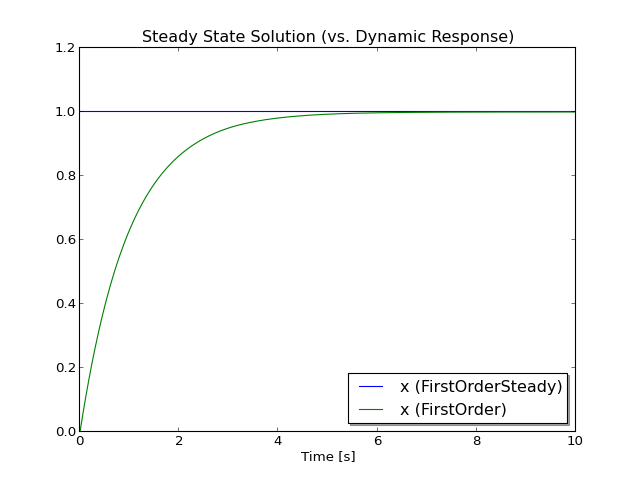 Steady State Solution (vs. Dynamic Response)
1.2
1.0
0.8
0.6
0.4
0.2
0.0
x (FirstOrderSteady)
x (FirstOrder)
0 2 4 6 8 10
Time [s]